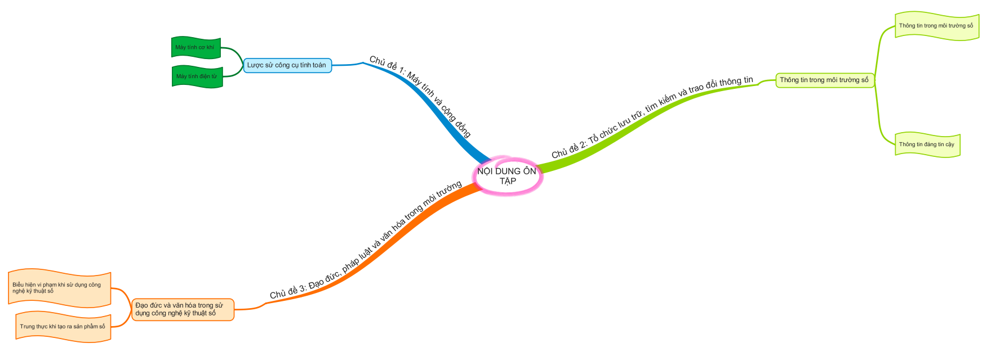 NỘI DUNG ÔN
TẬP
Chủ đề 1: Máy tính và cộng đồng
Lược sử công cụ tính toán
Máy tính cơ khí
Máy tính điện tử
Chủ đề 2: Tổ chức lưu trữ, tìm kiếm và trao đổi thông tin
Thông tin trong môi trường số
Thông tin trong môi trường số
Thông tin đáng tin cậy
Chủ đề 3: Đạo đức, pháp luật và văn hóa trong môi trường
Đạo đức và văn hóa trong sử
dụng công nghệ kỹ thuật số
Biểu hiện vi phạm khi sử dụng công
nghệ kỹ thuật số
Trung thực khi tạo ra sản phẩm số